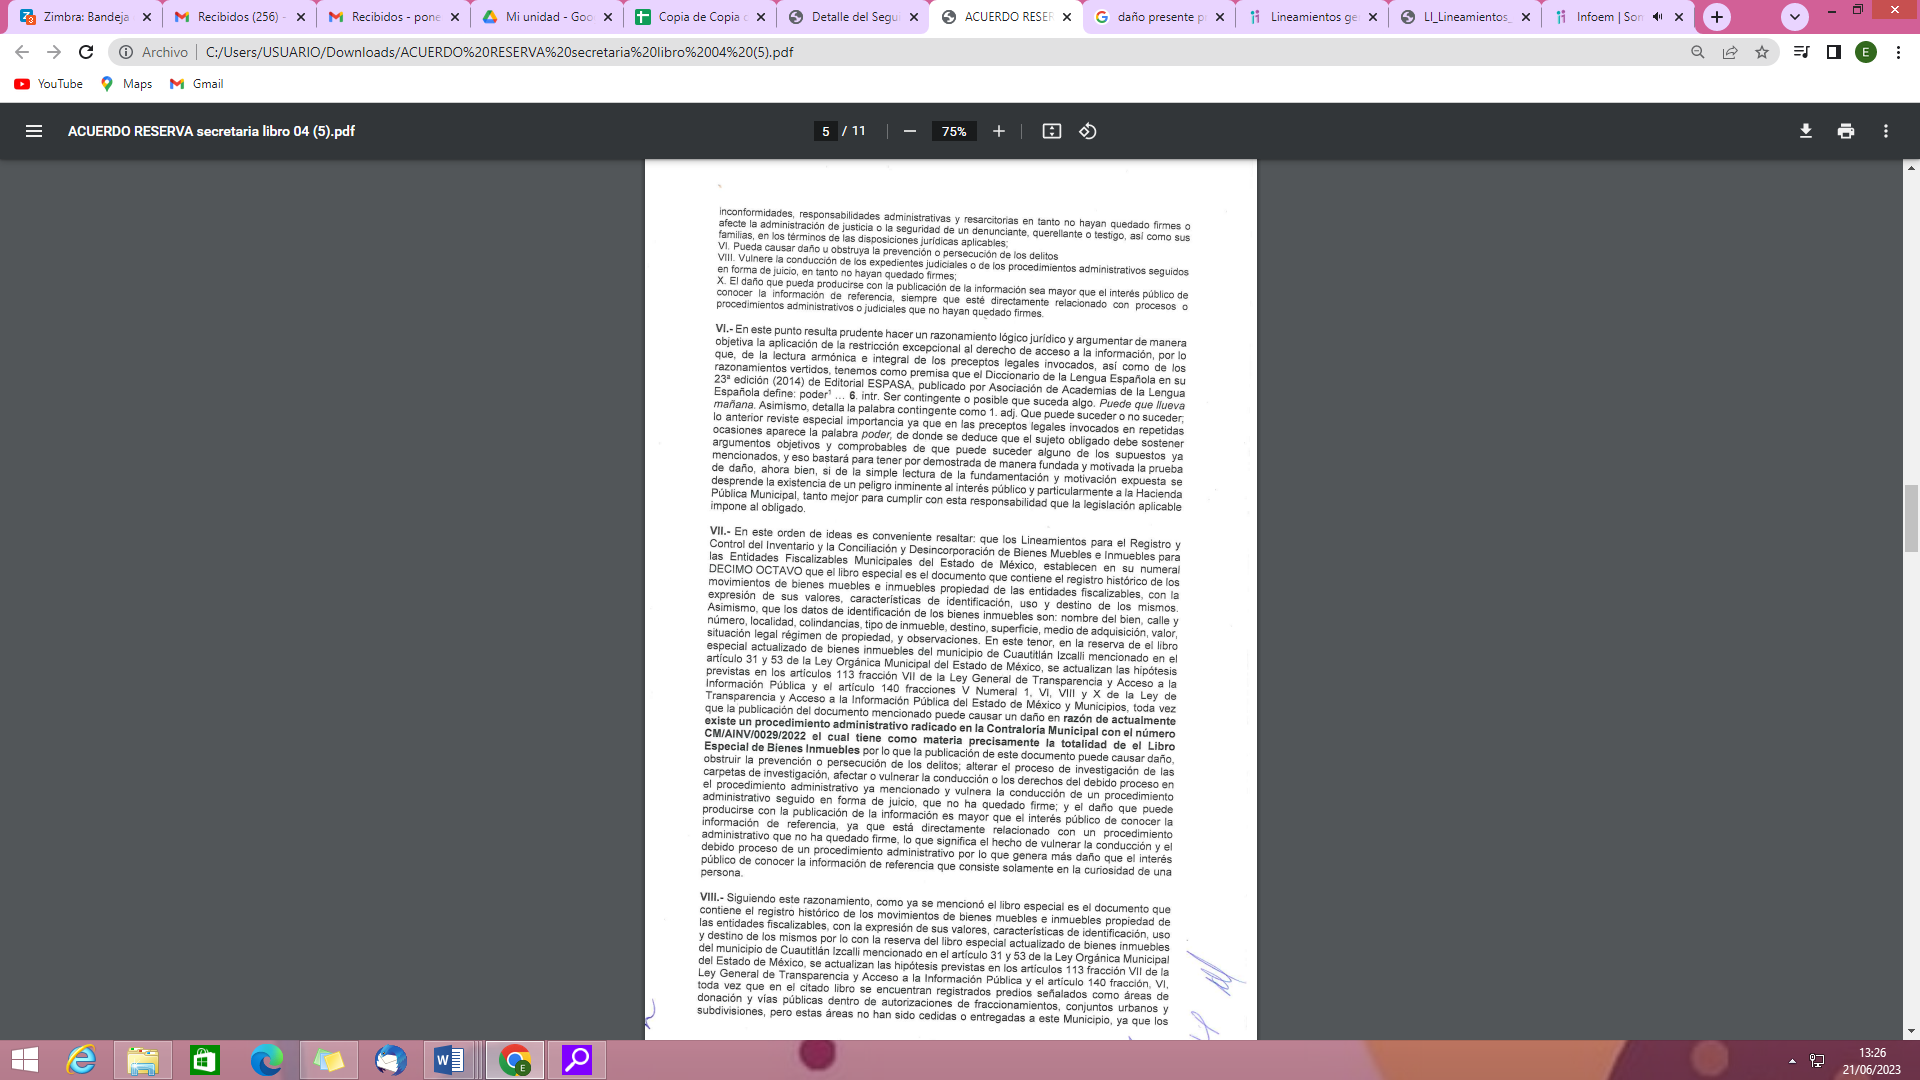 Zimbra: Bandeja
Recibidos (256) -
Recibidos - pone
Mi unidad - Goo
Copia de Copia d
Detalle del Segui
ACUERDO RESER
daño presente p
Lineamientos ge
LI_Lineamientos_
Infoem | Son
Archivo
C:/Users/USUARIO/Downloads/ACUERDO%20RESERVA%20secretaria%20libro%2004%20(5).pdf
E
YouTube
Maps
Gmail
ACUERDO RESERVA secretaria libro 04 (5).pdf
5 / 11
75%
inconformidades, responsabilidades administrativas y resarcitorias en tanto no hayan quedado firmes o
afecte la administración de justicia o la seguridad de un denunciante, querellante o testigo, así como sus
familias, en los términos de las disposiciones jurídicas aplicables;
VI. Pueda causar daño u obstruya la prevención o persecución de los delitos
VIII. Vulnere la conducción de los expedientes judiciales o de los procedimientos administrativos seguidos
en forma de juicio, en tanto no hayan quedado firmes;
X. El daño que pueda producirse con la publicación de la información sea mayor que el interés público de
conocer la información de referencia, siempre que esté directamente relacionado con procesos o
procedimientos administrativos o judiciales que no hayan quedado firmes.
VI.- En este punto resulta prudente hacer un razonamiento lógico jurídico y argumentar de manera
objetiva la aplicación de la restricción excepcional al derecho de acceso a la información, por lo
que, de la lectura armónica e integral de los preceptos legales invocados, así como de los
razonamientos vertidos, tenemos como premisa que el Diccionario de la Lengua Española en su
23ª edición (2014) de Editorial ESPASA, publicado por Asociación de Academias de la Lengua
Española define: poder¹ ... 6. intr. Ser contingente o posible que suceda algo. Puede que llueva
mañana. Asimismo, detalla la palabra contingente como 1. adj. Que puede suceder o no suceder;
lo anterior reviste especial importancia ya que en las preceptos legales invocados en repetidas
ocasiones aparece la palabra poder, de donde se deduce que el sujeto obligado debe sostener
argumentos objetivos y comprobables de que puede suceder alguno de los supuestos ya
mencionados, y eso bastará para tener por demostrada de manera fundada y motivada la prueba
de daño, ahora bien, si de la simple lectura de la fundamentación y motivación expuesta se
desprende la existencia de un peligro inminente al interés público y particularmente a la Hacienda
Pública Municipal, tanto mejor para cumplir con esta responsabilidad que la legislación aplicable
impone al obligado.
VII.- En este orden de ideas es conveniente resaltar: que los Lineamientos para el Registro y
Control del Inventario y la Conciliación y Desincorporación de Bienes Muebles e Inmuebles para
las Entidades Fiscalizables Municipales del Estado de México, establecen en su numeral
DECIMO OCTAVO que el libro especial es el documento que contiene el registro histórico de los
movimientos de bienes muebles e inmuebles propiedad de las entidades fiscalizables, con la
expresión de sus valores, características de identificación, uso y destino de los mismos.
Asimismo, que los datos de identificación de los bienes inmuebles son: nombre del bien, calle y
número, localidad, colindancias, tipo de inmueble, destino, superficie, medio de adquisición, valor,
situación legal régimen de propiedad, y observaciones. En este tenor, en la reserva de el libro
especial actualizado de bienes inmuebles del municipio de Cuautitlán Izcalli mencionado en el
artículo 31 y 53 de la Ley Orgánica Municipal del Estado de México, se actualizan las hipótesis
previstas en los artículos 113 fracción VII de la Ley General de Transparencia y Acceso a la
Información Pública y el artículo 140 fracciones V Numeral 1, VI, VIII y X de la Ley de
Transparencia y Acceso a la Información Pública del Estado de México y Municipios, toda vez
que la publicación del documento mencionado puede causar un daño en razón de actualmente
existe un procedimiento administrativo radicado en la Contraloría Municipal con el número
CM/AINV/0029/2022 el cual tiene como materia precisamente la totalidad de el Libro
Especial de Bienes Inmuebles por lo que la publicación de este documento puede causar daño,
obstruir la prevención o persecución de los delitos; alterar el proceso de investigación de las
carpetas de investigación, afectar o vulnerar la conducción o los derechos del debido proceso en
el procedimiento administrativo ya mencionado y vulnera la conducción de un procedimiento
administrativo seguido en forma de juicio, que no ha quedado firme; y el daño que puede
producirse con la publicación de la información es mayor que el interés público de conocer la
información de referencia, ya que está directamente relacionado con un procedimiento
administrativo que no ha quedado firme, lo que significa el hecho de vulnerar la conducción y el
debido proceso de un procedimiento administrativo por lo que genera más daño que el interés
público de conocer la información de referencia que consiste solamente en la curiosidad de una
persona.
VIII.- Siguiendo este razonamiento, como ya se mencionó el libro especial es el documento que
contiene el registro histórico de los movimientos de bienes muebles e inmuebles propiedad de
las entidades fiscalizables, con la expresión de sus valores, características de identificación, uso
y destino de los mismos por lo con la reserva del libro especial actualizado de bienes inmuebles
del municipio de Cuautitlán Izcalli mencionado en el artículo 31 y 53 de la Ley Orgánica Municipal
del Estado de México, se actualizan las hipótesis previstas en los artículos 113 fracción VII de la
Ley General de Transparencia y Acceso a la Información Pública y el artículo 140 fracción, VI,
toda vez que en el citado libro se encuentran registrados predios señalados como áreas de
donación y vías públicas dentro de autorizaciones de fraccionamientos, conjuntos urbanos y
subdivisiones, pero estas áreas no han sido cedidas o entregadas a este Municipio, ya que los
13:26
21/06/2023